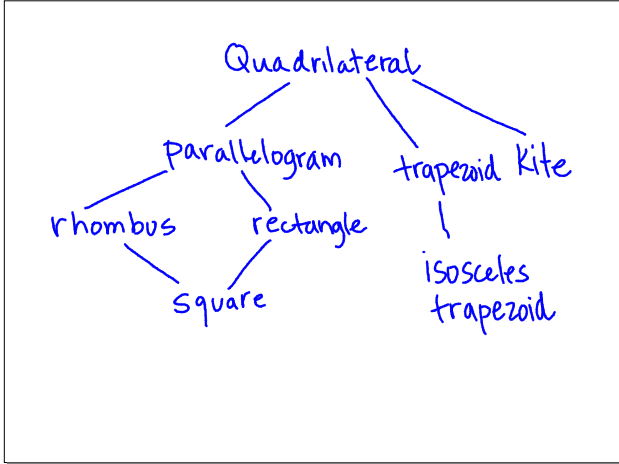 Quadrilateral
parallelogram
trapezoid kite
rhombus
rectangle
square
isosceles
trapezoid